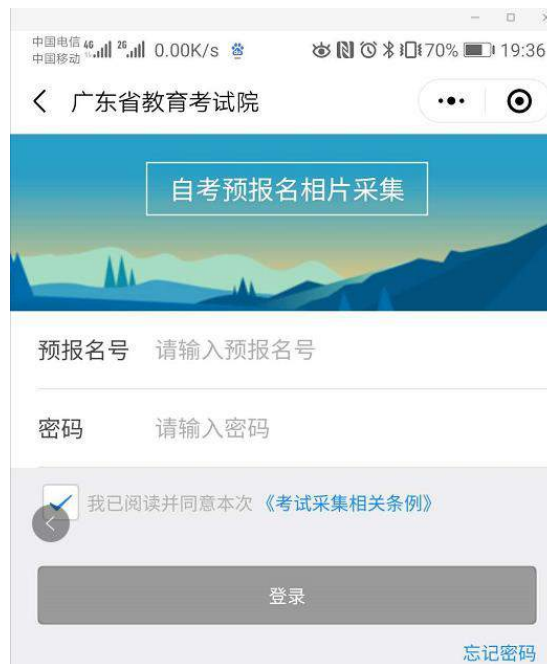 中国电信 4G 2G 0.00K/s 70% 19:36
中国移动
广东省教育考试院
自考预报名相片采集
预报名号 请输入预报名号
密码 请输入密码
我已阅读并同意本次《考试采集相关条例》
登录
忘记密码